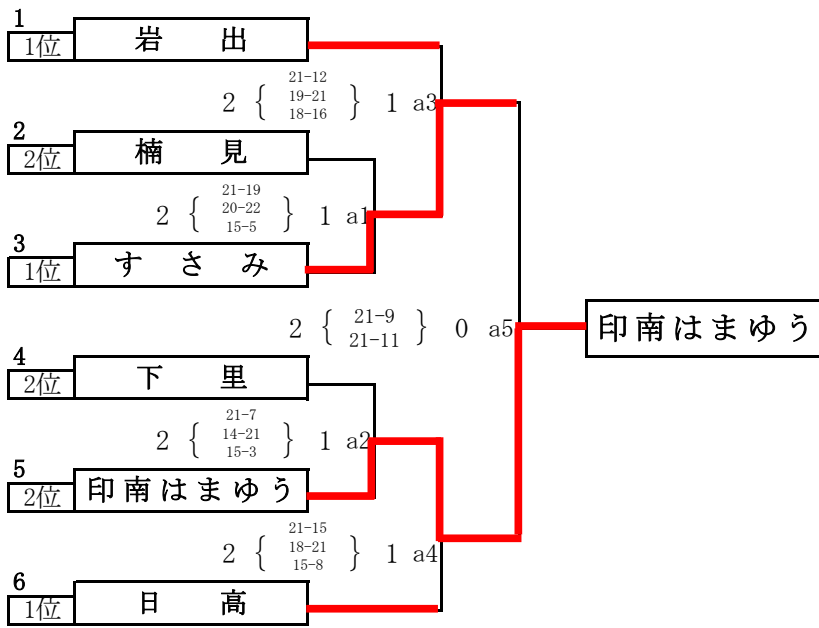 1
1位 岩 出
21-12
2 { 19-21 } 1 a3
18-16
2
2位 楠 見
21-19
2 { 20-22 } 1 a1
15-5
3
1位 す さ み
2 { 21-9 } 0 a5
21-11
印南はまゆう
4
2位 下 里
21-7
2 { 14-21 } 1 a2
15-3
5
2位 印南はまゆう
21-15
2 { 18-21 } 1 a4
15-8
6
1位 日 高